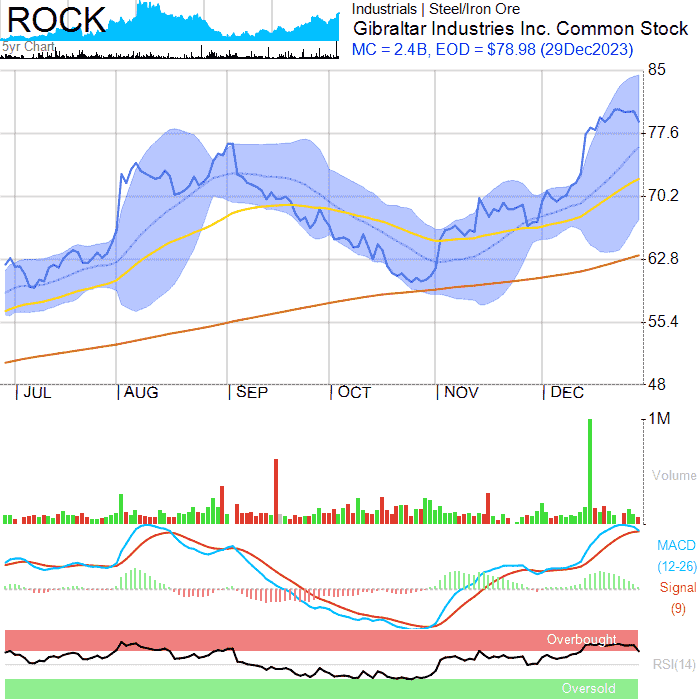 ROCK
5yr Chart
Industrials | Steel/Iron Ore
Gibraltar Industries Inc. Common Stock
MC = 2.4B, EOD = $78.98 (29Dec2023)
85
77.6
70.2
62.8
55.4
48
JUL AUG SEP OCT NOV DEC
1M
Volume
MACD
(12-26)
Signal
(9)
Overbought
RSI(14)
Oversold